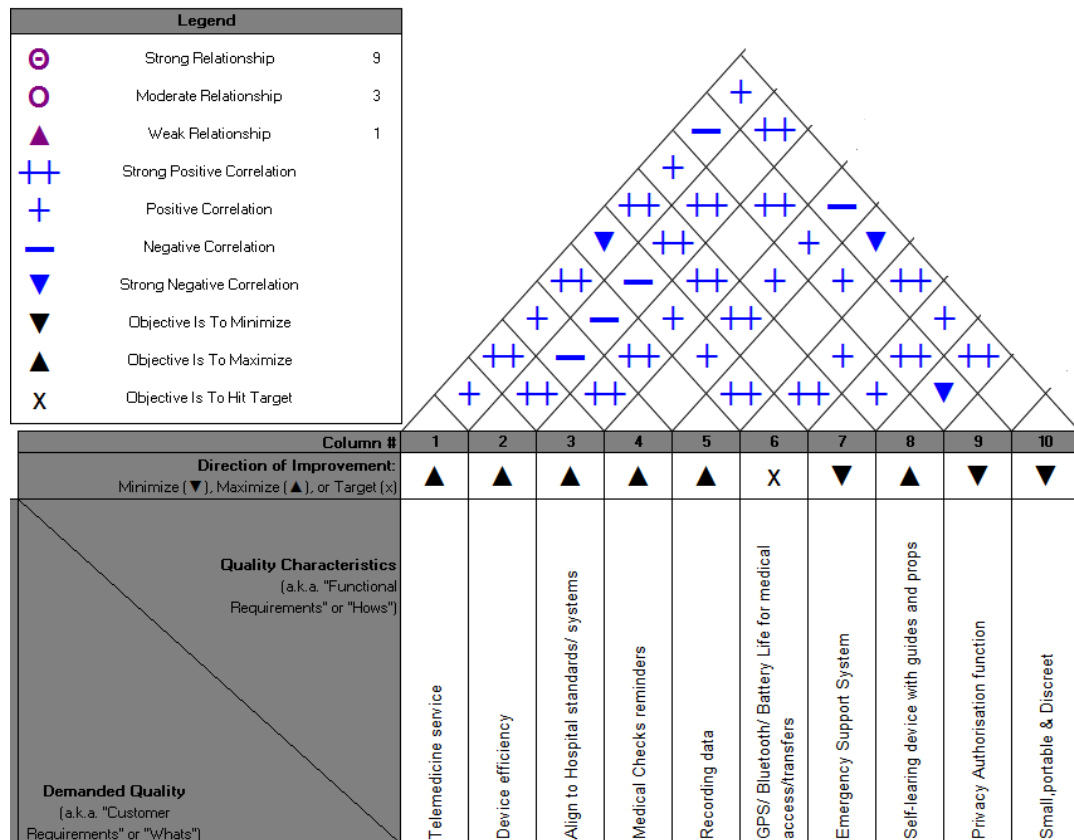 Legend
Strong Relationship 9
Moderate Relationship 3
Weak Relationship 1
Strong Positive Correlation
Positive Correlation
Negative Correlation
Strong Negative Correlation
Objective Is To Minimize
Objective Is To Maximize
X Objective Is To Hit Target
Column # 1 2 3 4 5 6 7 8 9 10
Direction of Improvement:
Minimize (▼), Maximize (▲), or Target (x)
▲ ▲ ▲ ▲ ▲ X ▼ ▲ ▼ ▼
Quality Characteristics
(a.k.a. "Functional
Requirements" or "Hows")
Demanded Quality
(a.k.a. "Customer
Requirements" or "Whats")
Telemedicine service
Device efficiency
Align to Hospital standards/ systems
Medical Checks reminders
Recording data
GPS/ Bluetooth/ Battery Life for medical
access/transfers
Emergency Support System
Self-learing device with guides and props
Privacy Authorisation function
Small,portable & Discreet